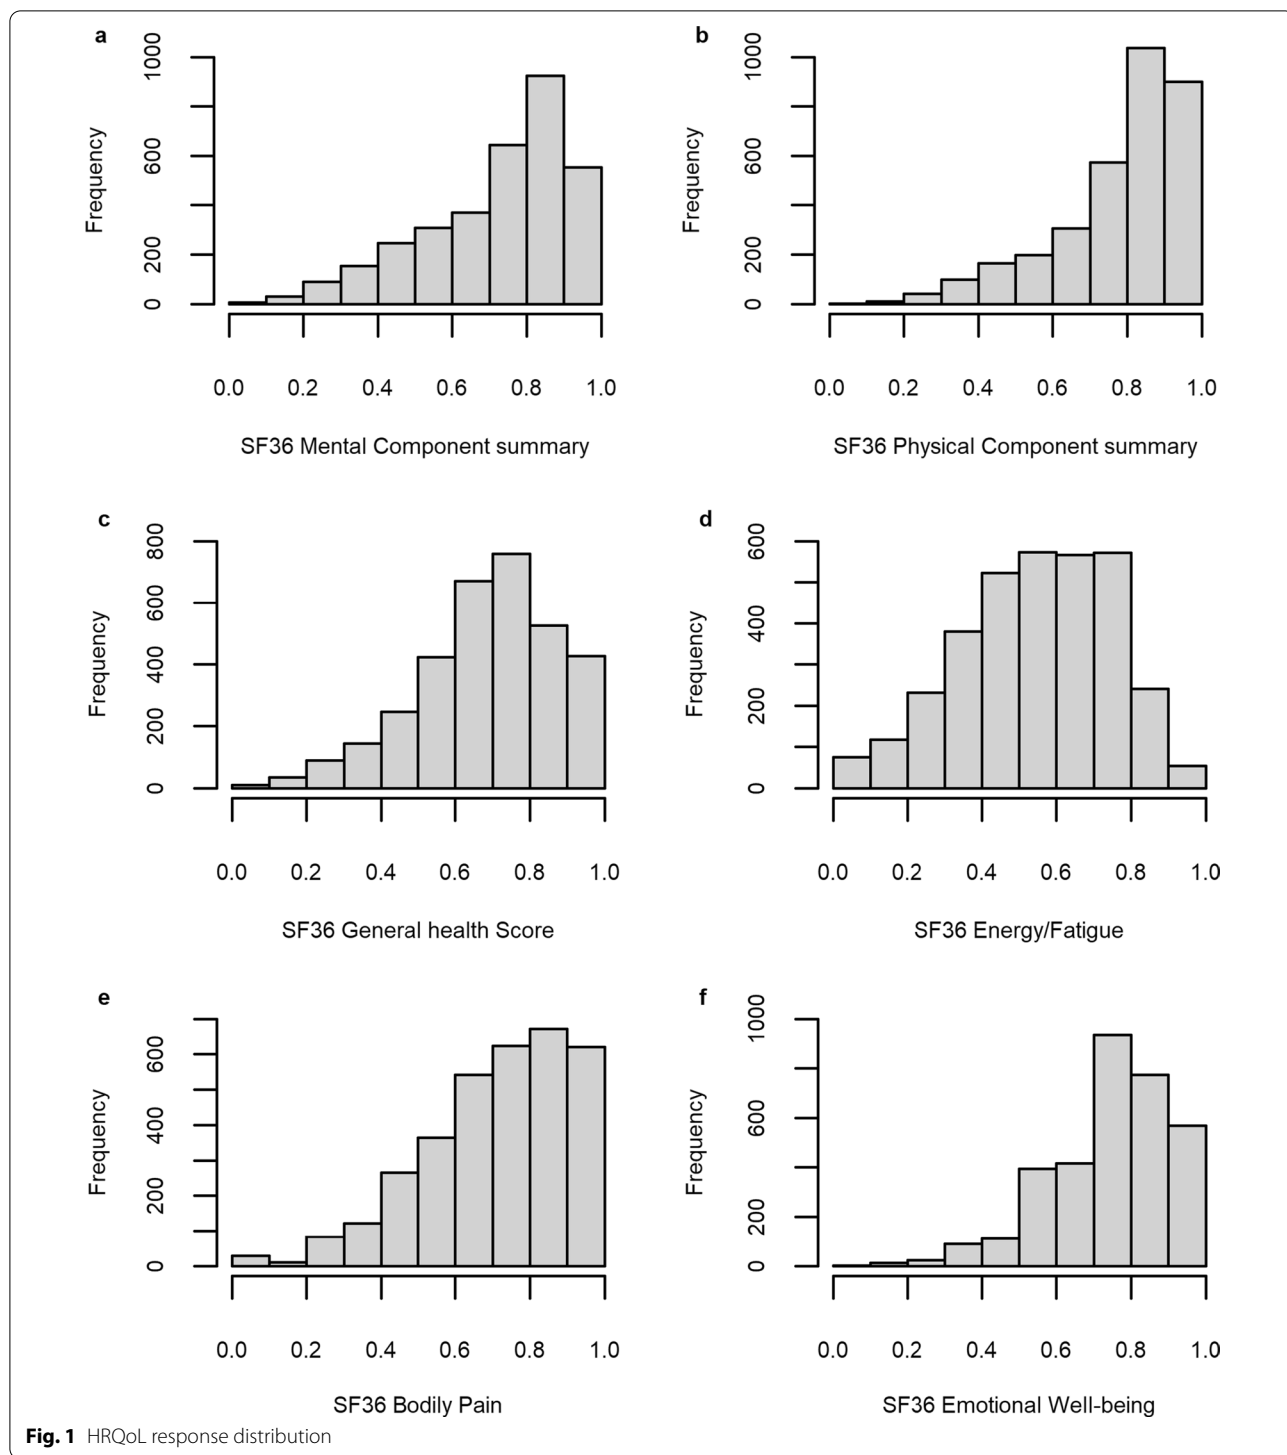 a
b
Frequency
0 200 600 1000
0.0 0.2 0.4 0.6 0.8 1.0
SF36 Mental Component summary
Frequency
0 200 600 1000
0.0 0.2 0.4 0.6 0.8 1.0
SF36 Physical Component summary
c
d
Frequency
0 200 400 600 800
0.0 0.2 0.4 0.6 0.8 1.0
SF36 General health Score
Frequency
0 200 400 600
0.0 0.2 0.4 0.6 0.8 1.0
SF36 Energy/Fatigue
e
f
Frequency
0 200 400 600
0.0 0.2 0.4 0.6 0.8 1.0
SF36 Bodily Pain
Frequency
0 200 600 1000
0.0 0.2 0.4 0.6 0.8 1.0
SF36 Emotional Well-being
Fig. 1 HRQoL response distribution